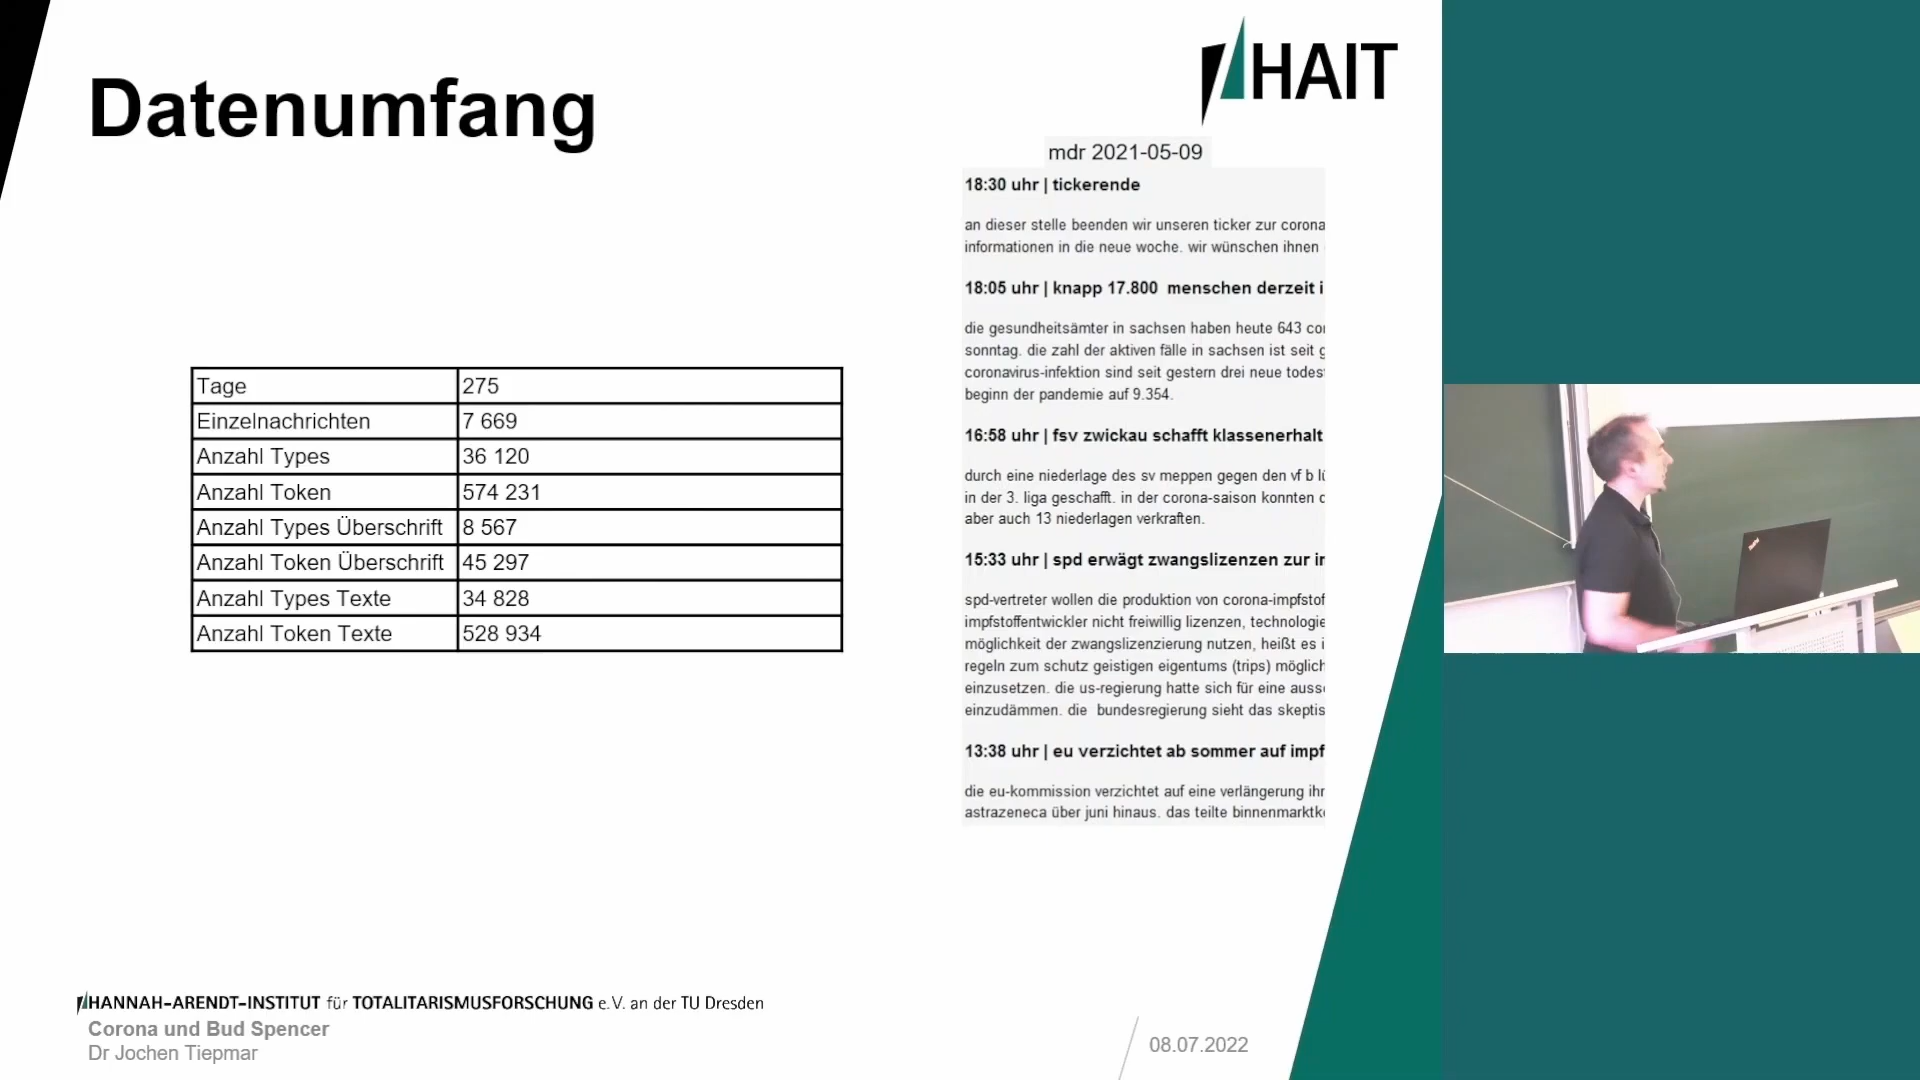 HAIT
Datenumfang
mdr 2021-05-09
18:30 uhr | tickerende
an dieser stelle beenden wir unseren ticker zur corona
informationen in die neue woche. wir wünschen ihnen
18:05 uhr | knapp 17.800 menschen derzeit i
die gesundheitsämter in sachsen haben heute 643
sonntag. die zahl der aktiven fälle in sachsen ist seit
coronavirus-infektion sind seit gestern drei neue
beginn der pandemie auf 9.354.
16:58 uhr | fsv zwickau schafft klassenerhalt
durch eine niederlage des sv meppen gegen den vf b
in der 3. liga geschafft. in der corona-saison konnten
aber auch 13 niederlagen verkraften.
15:33 uhr | spd erwägt zwangslizenzen zur
spd-vertreter wollen die produktion von
impfstoffentwickler nicht freiwillig lizenzen, technologie
möglichkeit der zwangslizenzierung nutzen, heißt es i
regeln zum schutz geistigen eigentums (trips) möglich
einzusetzen. die us-regierung hatte sich für eine
einzudämmen. die bundesregierung sieht das skeptis
13:38 uhr | eu verzichtet ab sommer auf impf
die eu-kommission verzichtet auf eine verlängerung ihr
astrazeneca über juni hinaus. das teilte
Tage 275
Einzelnachrichten 7 669
Anzahl Types 36 120
Anzahl Token 574 231
Anzahl Types Überschrift 8 567
Anzahl Token Überschrift 45 297
Anzahl Types Texte 34 828
Anzahl Token Texte 528 934
HANNAH-ARENDT-INSTITUT für TOTALITARISMUSFORSCHUNG e.V. an der TU Dresden
Corona und Bud Spencer
Dr Jochen Tiepmar
08.07.2022